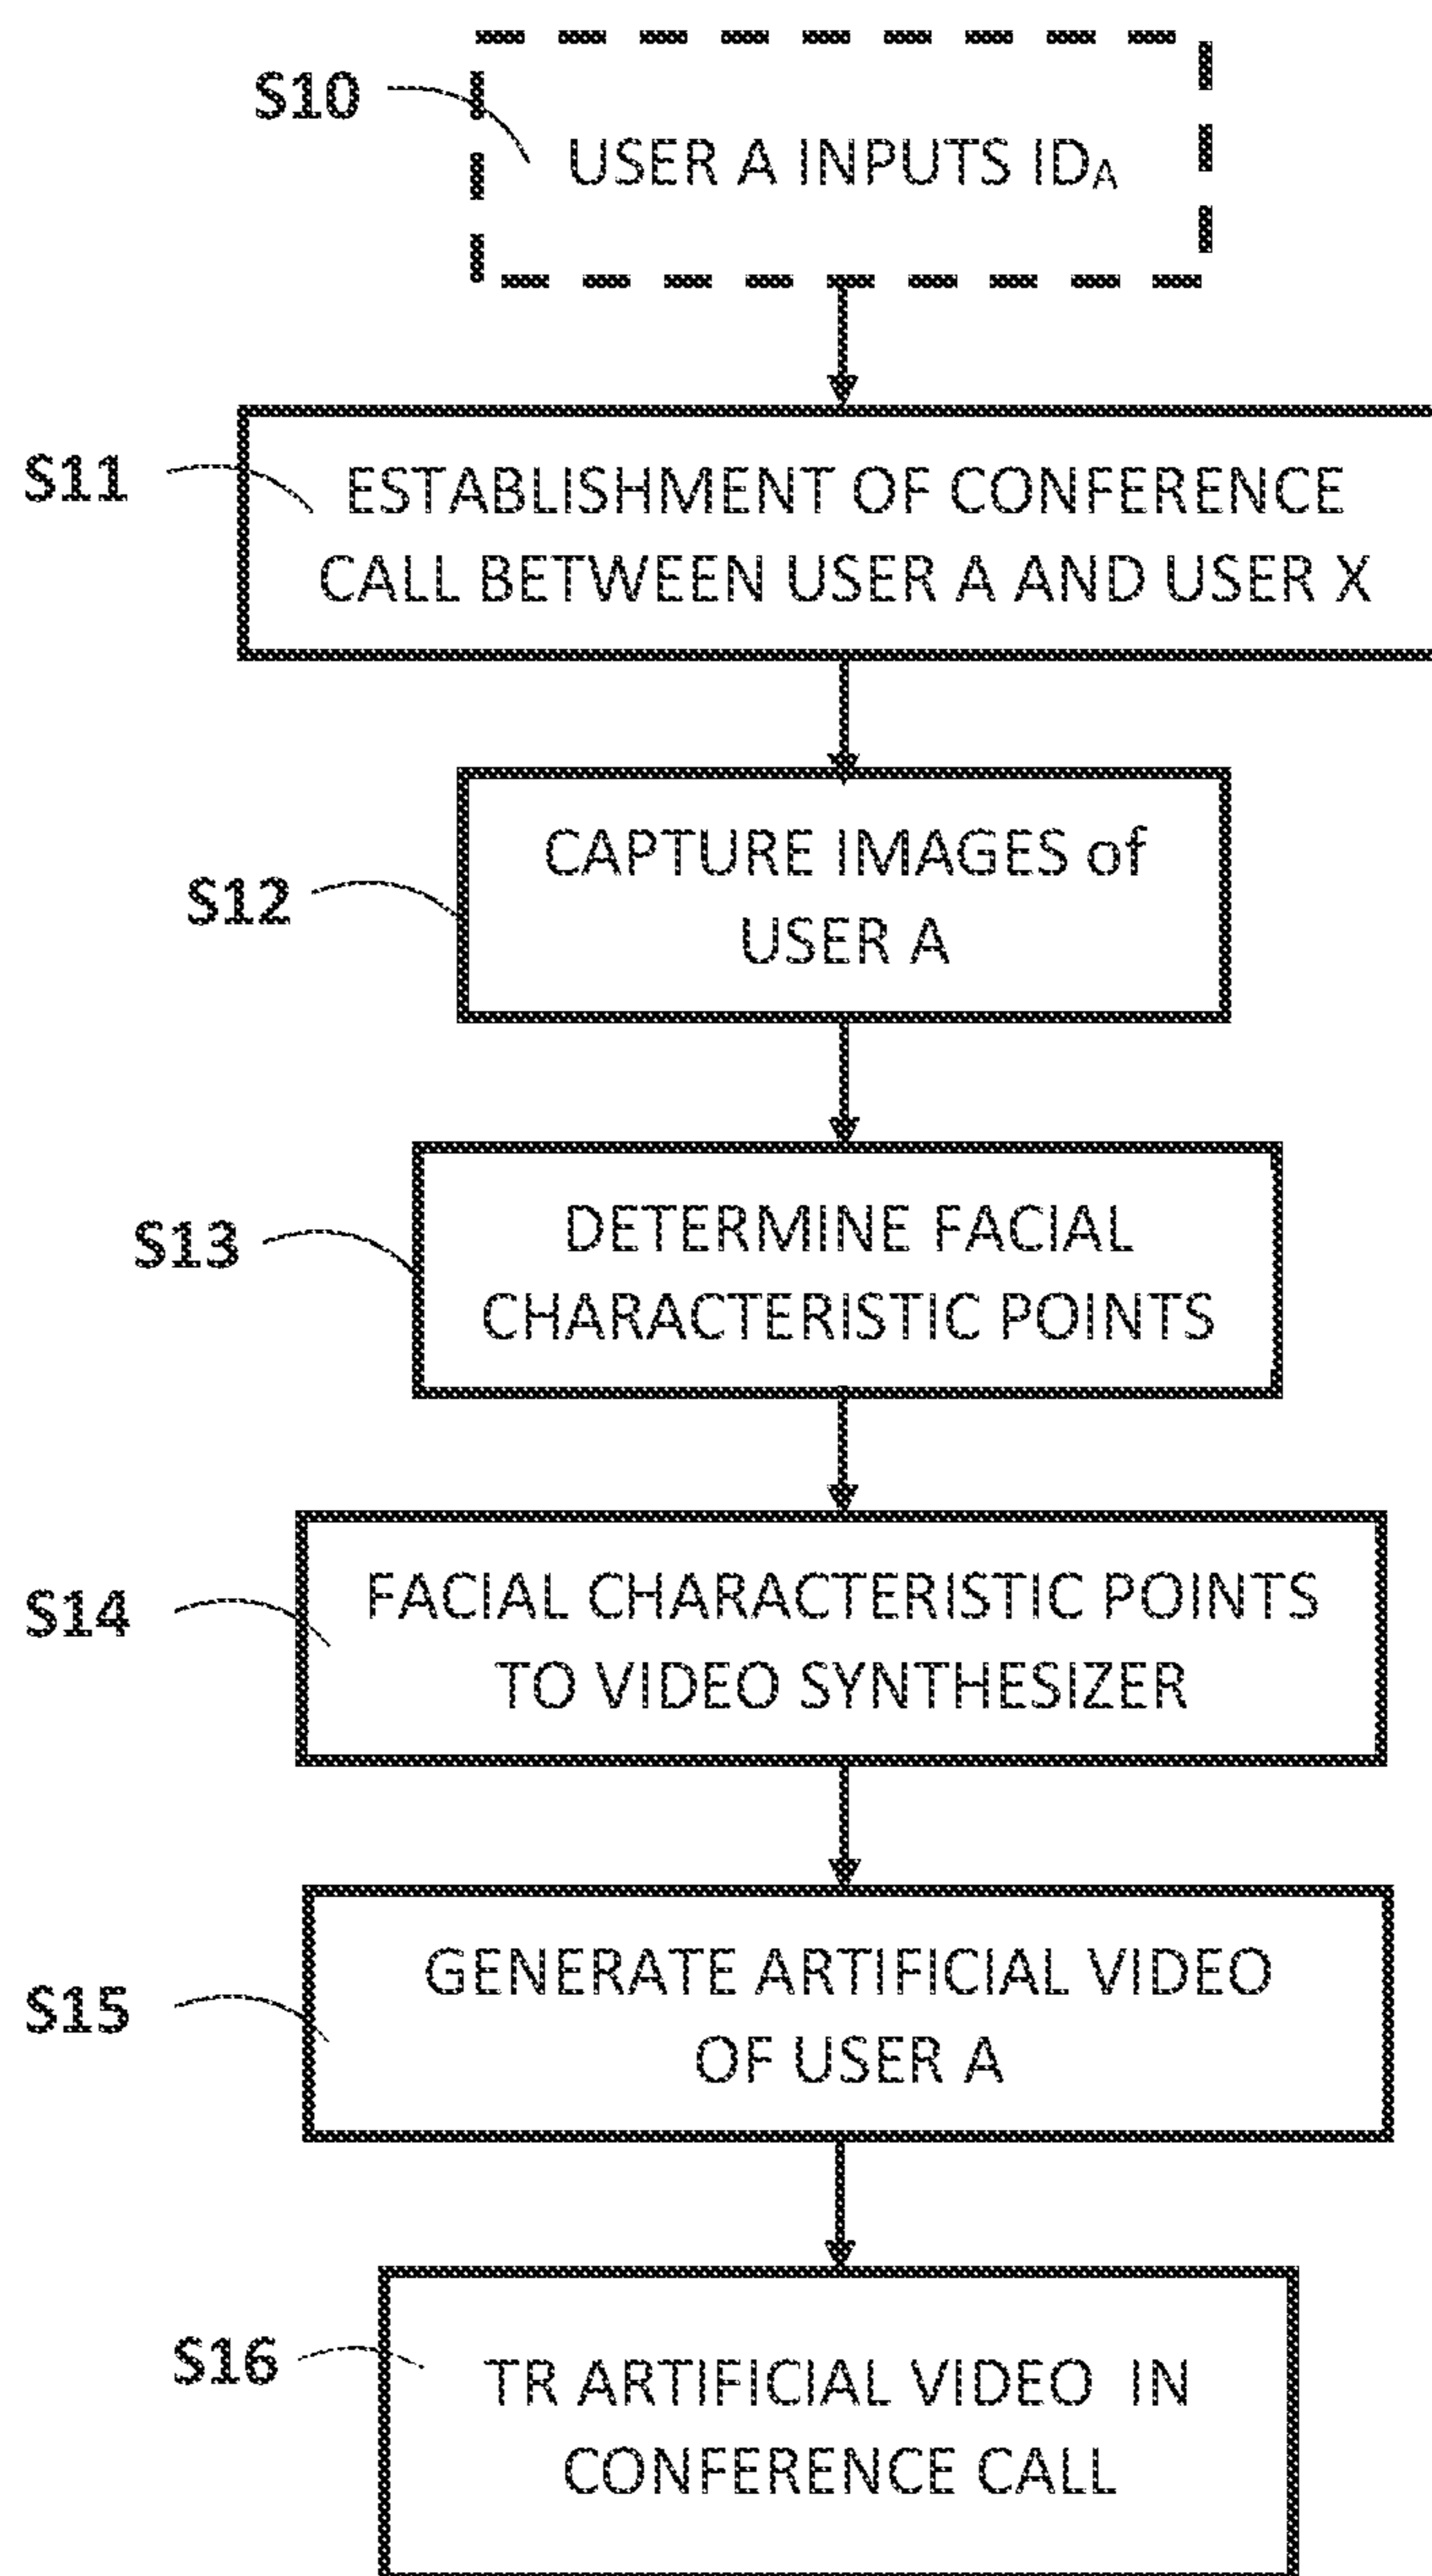 S10
USER A INPUTS IDA
S11
ESTABLISHMENT OF CONFERENCE
CALL BETWEEN USER A AND USER X
S12
CAPTURE IMAGES of
USER A
S13
DETERMINE FACIAL
CHARACTERISTIC POINTS
S14
FACIAL CHARACTERISTIC POINTS
TO VIDEO SYNTHESIZER
S15
GENERATE ARTIFICIAL VIDEO
OF USER A
S16
TR ARTIFICIAL VIDEO IN
CONFERENCE CALL